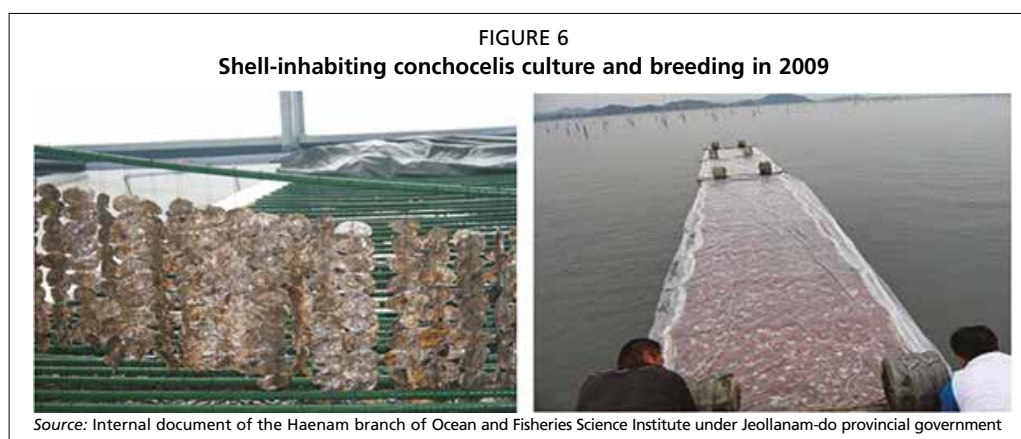 FIGURE 6
Shell-inhabiting conchocelis culture and breeding in 2009
Source: Internal document of the Haenam branch of Ocean and Fisheries Science Institute under Jeollanam-do provincial government